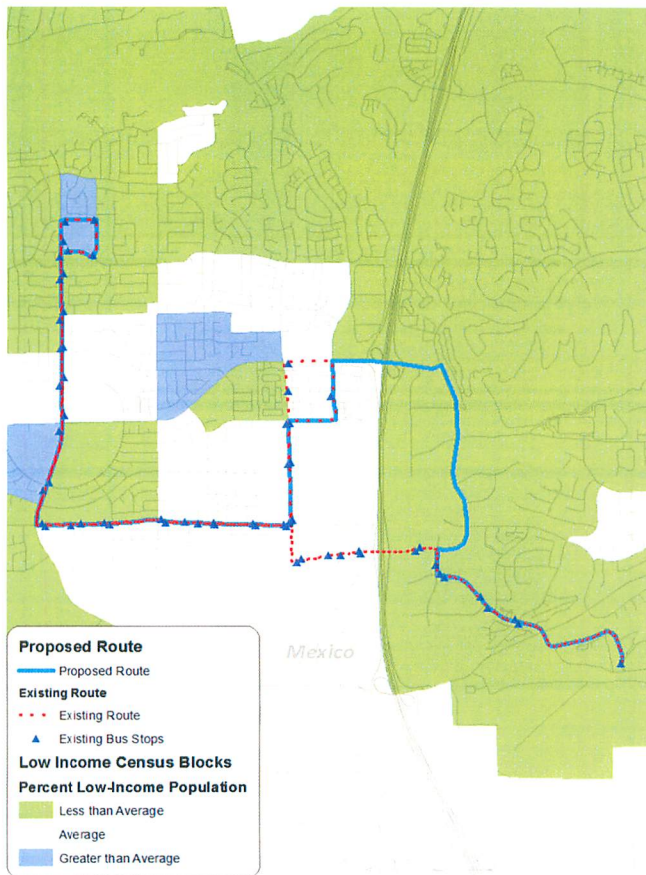 Mexico
Proposed Route
Proposed Route
Existing Route
Existing Route
Existing Bus Stops
Low Income Census Blocks
Percent Low-Income Population
Less than Average
Average
Greater than Average